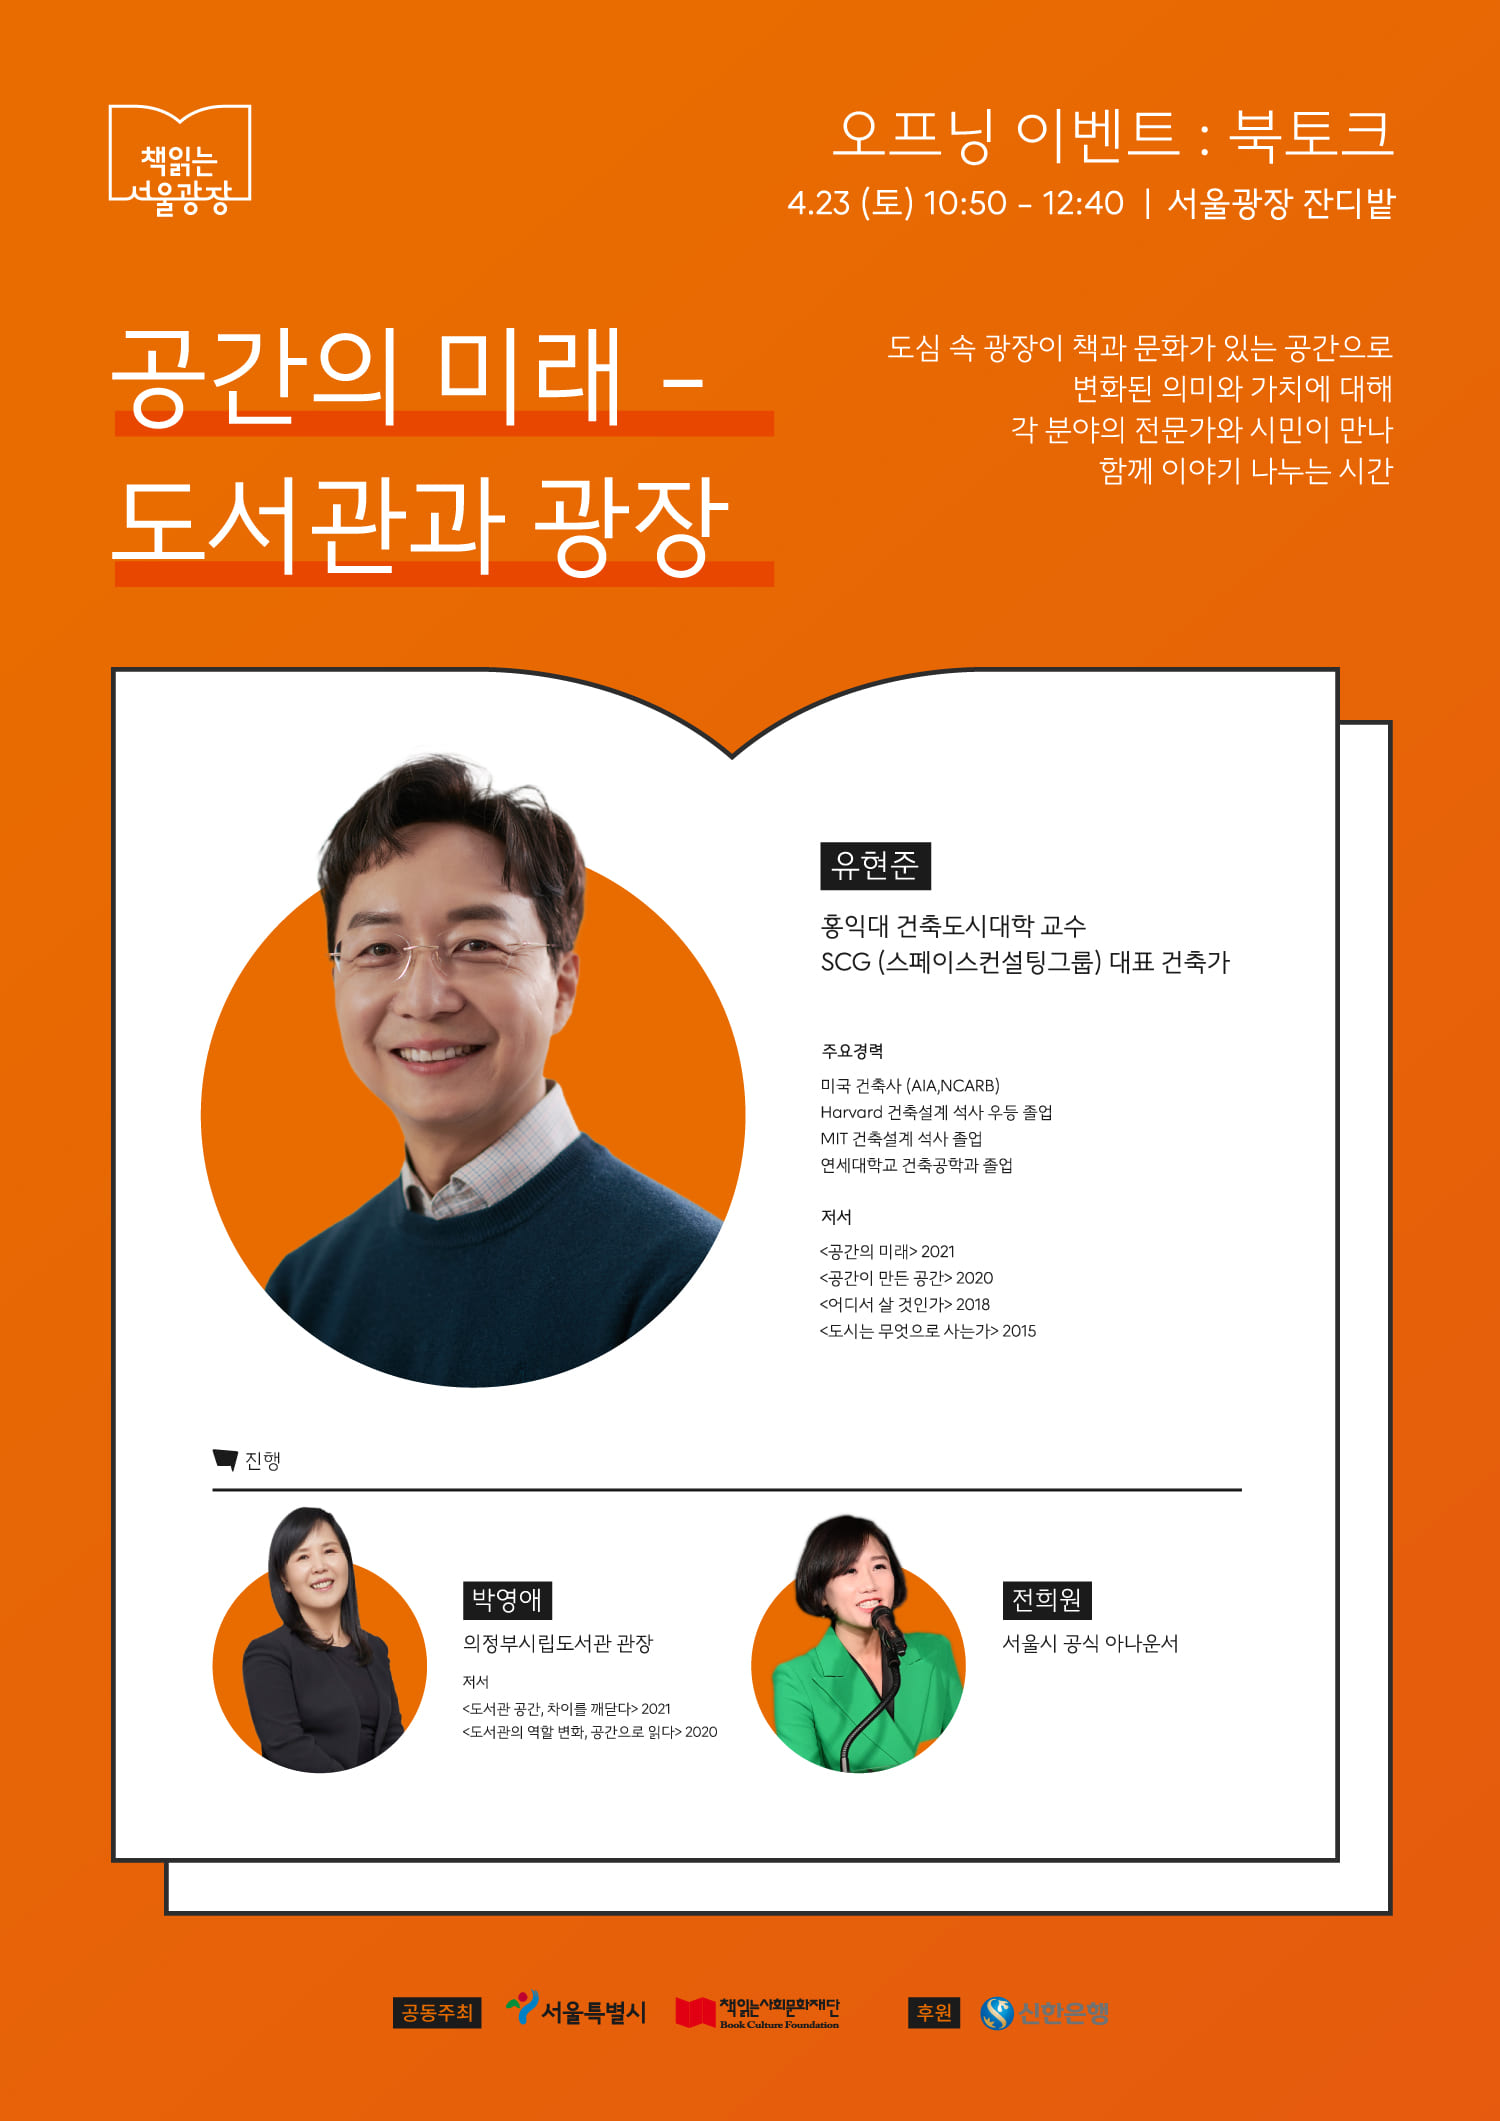 책읽는
서울광장
오프닝 이벤트 : 북토크
4.23 (토) 10:50 - 12:40 | 서울광장 잔디밭
공간의 미래 -
도서관과 광장
도심 속 광장이 책과 문화가 있는 공간으로
변화된 의미와 가치에 대해
각 분야의 전문가와 시민이 만나
함께 이야기 나누는 시간
유현준
홍익대 건축도시대학 교수
SCG (스페이스컨설팅그룹) 대표 건축가
주요경력
미국 건축사 (AIA,NCARB)
Harvard 건축설계 석사 우등 졸업
MIT 건축설계 석사 졸업
연세대학교 건축공학과 졸업
저서
<공간의 미래> 2021
<공간이 만든 공간> 2020
<어디서 살 것인가> 2018
<도시는 무엇으로 사는가> 2015
진행
박영애
의정부시립도서관 관장
저서
<도서관 공간, 차이를 깨닫다> 2021
<도서관의 역할 변화, 공간으로 읽다> 2020
전희원
서울시 공식 아나운서
공동주최
서울특별시
책읽는사회문화재단
Book Culture Foundation
후원
신한은행